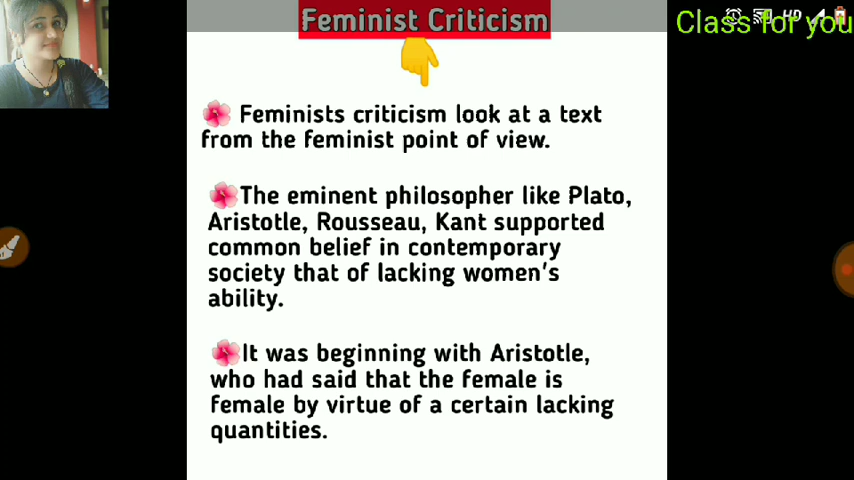 Feminist Criticism
Class for you
HD
Feminists criticism look at a text
from the feminist point of view.
The eminent philosopher like Plato,
Aristotle, Rousseau, Kant supported
common belief in contemporary
society that of lacking women's
ability.
It was beginning with Aristotle,
who had said that the female is
female by virtue of a certain lacking
quantities.